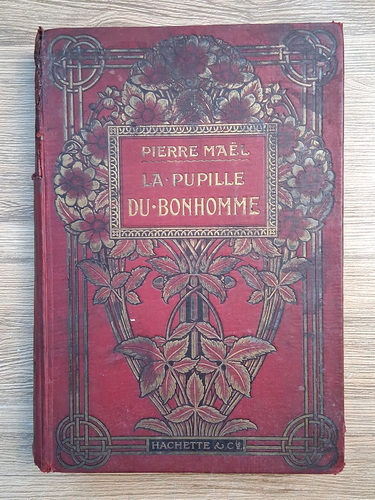 PIERRE MAËL
LA·PUPILLE
DU·BONHOMME
HACHETTE & Cie.